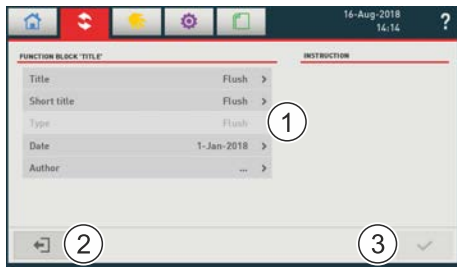 16-Aug-2018
14:14
?
FUNCTION BLOCK 'TITLE'
INSTRUCTION
Title Flush >
Short title Flush >
Type Flush
Date 1-Jan-2018 >
Author ... >
1
2
3